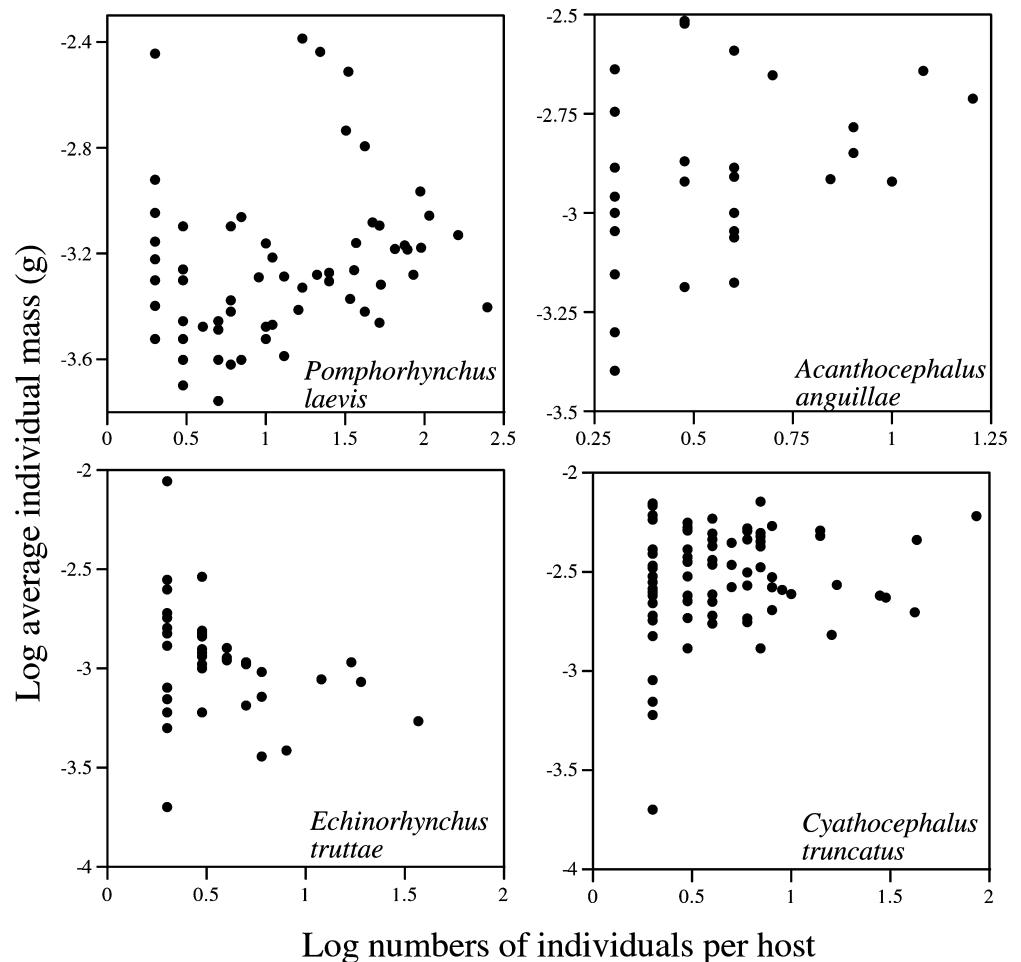 -2.4
-2.8
-3.2
-3.6
0 0.5 1 1.5 2 2.5
Pomphorhynchus
laevis
-2.5
-2.75
-3
-3.25
-3.5
0.25 0.5 0.75 1 1.25
Acanthocephalus
anguillae
Log average individual mass (g)
-2
-2.5
-3
-3.5
-4
0 0.5 1 1.5 2
Echinorhynchus
truttae
-2
-2.5
-3
-3.5
-4
0 0.5 1 1.5 2
Cyathocephalus
truncatus
Log numbers of individuals per host